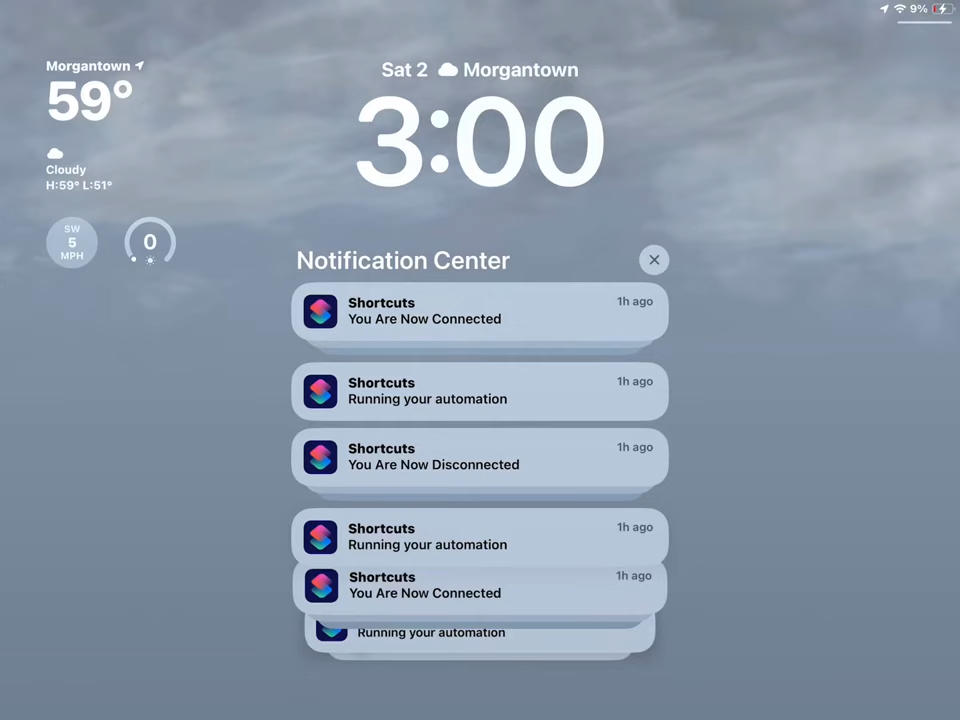 9%
Morgantown
59°
Cloudy
H:59° L:51°
SW
5
MPH
0
Sat 2 Morgantown
3:00
Notification Center
Shortcuts 1h ago
You Are Now Connected
Shortcuts 1h ago
Running your automation
Shortcuts 1h ago
You Are Now Disconnected
Shortcuts 1h ago
Running your automation
Shortcuts 1h ago
You Are Now Connected
Running your automation